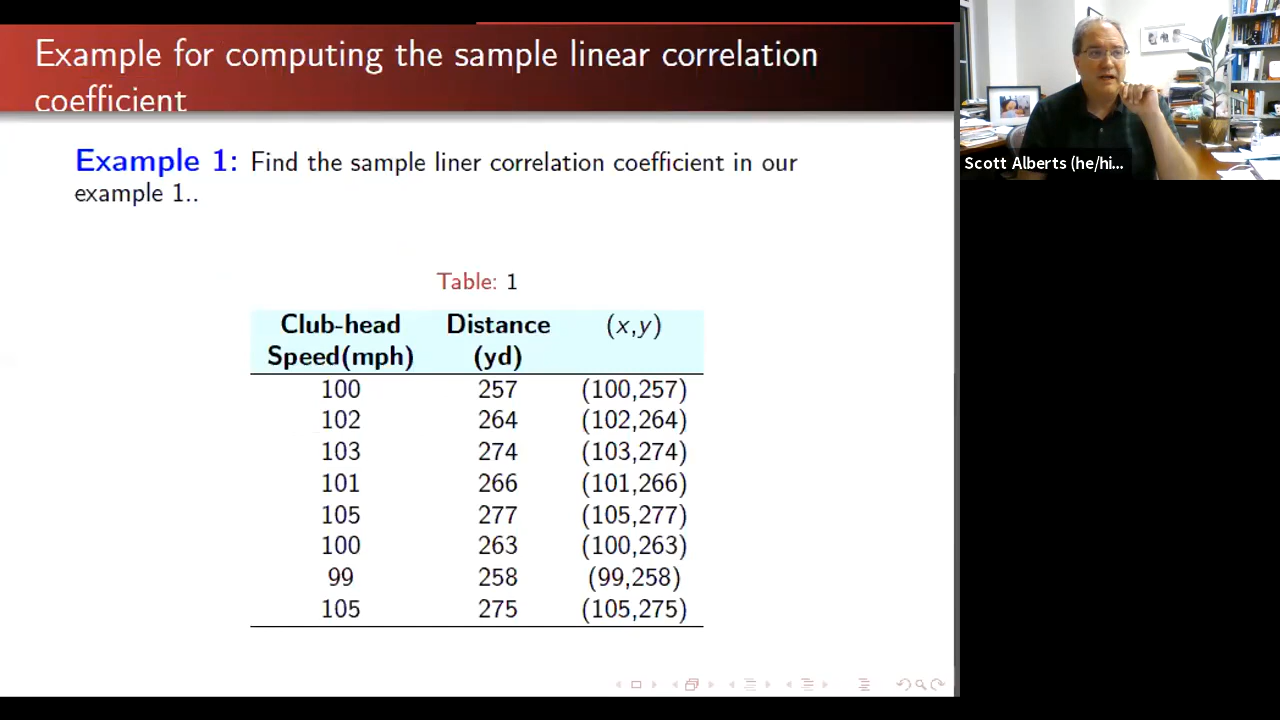 Example for computing the sample linear correlation
coefficient
Example 1: Find the sample liner correlation coefficient in our
example 1..
Table: 1
Club-head Distance (x,y)
Speed(mph) (yd)
100 257 (100,257)
102 264 (102,264)
103 274 (103,274)
101 266 (101,266)
105 277 (105,277)
100 263 (100,263)
99 258 (99,258)
105 275 (105,275)
Scott Alberts (he/hi...